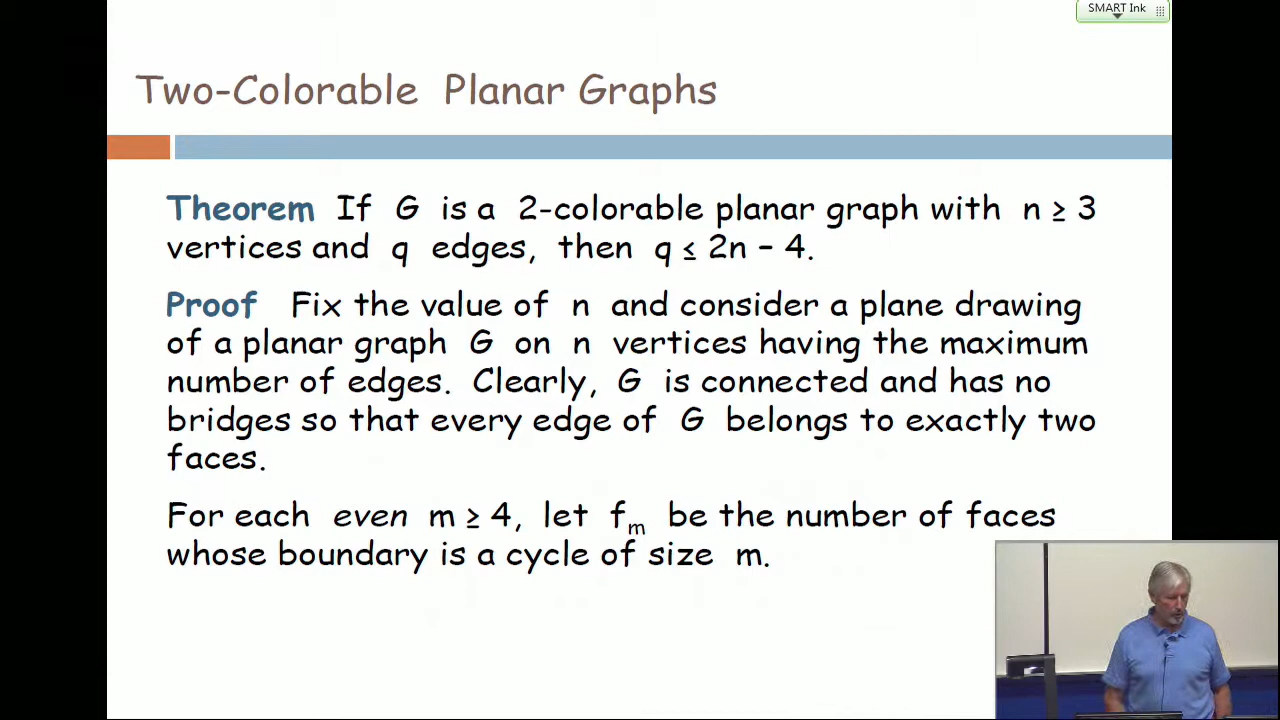 SMART Ink
Two-Colorable Planar Graphs
Theorem If G is a 2-colorable planar graph with n ≥ 3
vertices and q edges, then q ≤ 2n – 4.
Proof Fix the value of n and consider a plane drawing
of a planar graph G on n vertices having the maximum
number of edges. Clearly, G is connected and has no
bridges so that every edge of G belongs to exactly two
faces.
For each even m ≥ 4, let fm be the number of faces
whose boundary is a cycle of size m.